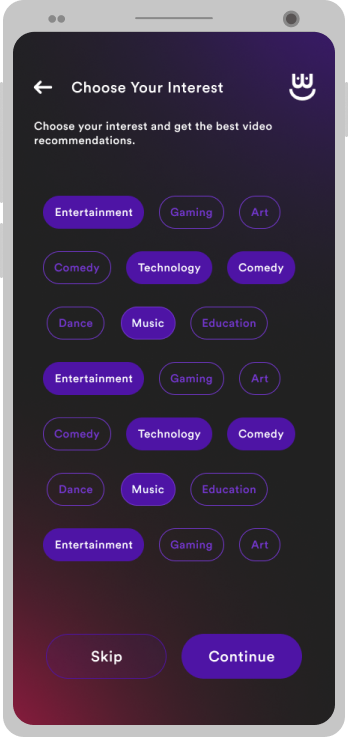 Choose Your Interest
Choose your interest and get the best video
recommendations.
Entertainment Gaming Art
Comedy Technology Comedy
Dance Music Education
Entertainment Gaming Art
Comedy Technology Comedy
Dance Music Education
Entertainment Gaming Art
Skip Continue